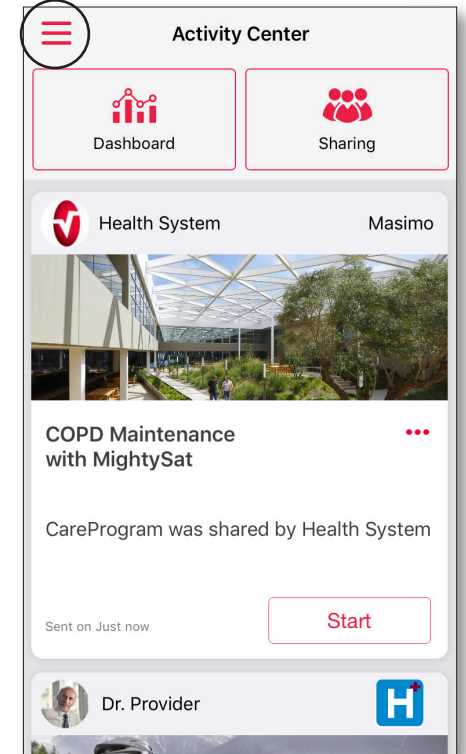 Activity Center
Dashboard
Sharing
Health System
Masimo
COPD Maintenance
with MightySat
CareProgram was shared by Health System
Sent on Just now
Start
Dr. Provider
H